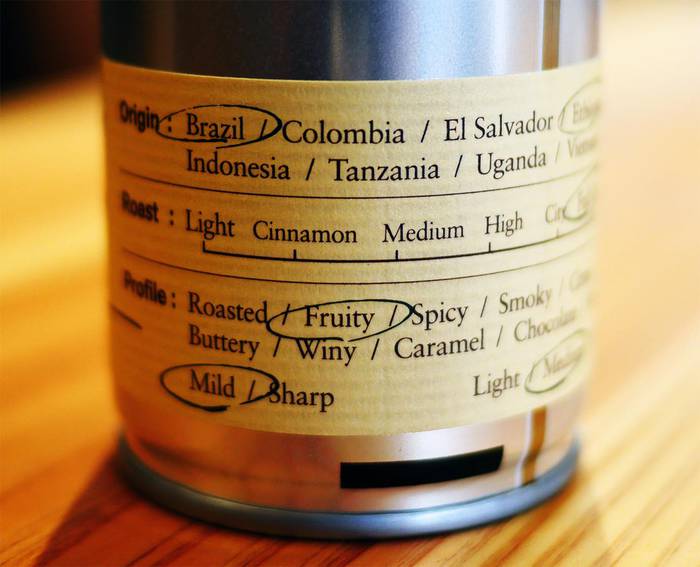 Origin : Brazil / Colombia / El Salvador /
Indonesia / Tanzania / Uganda /
Roast : Light Cinnamon Medium High
Profile : Roasted / Fruity / Spicy / Smoky /
Buttery / Winy / Caramel / Chocolate
Mild / Sharp Light /